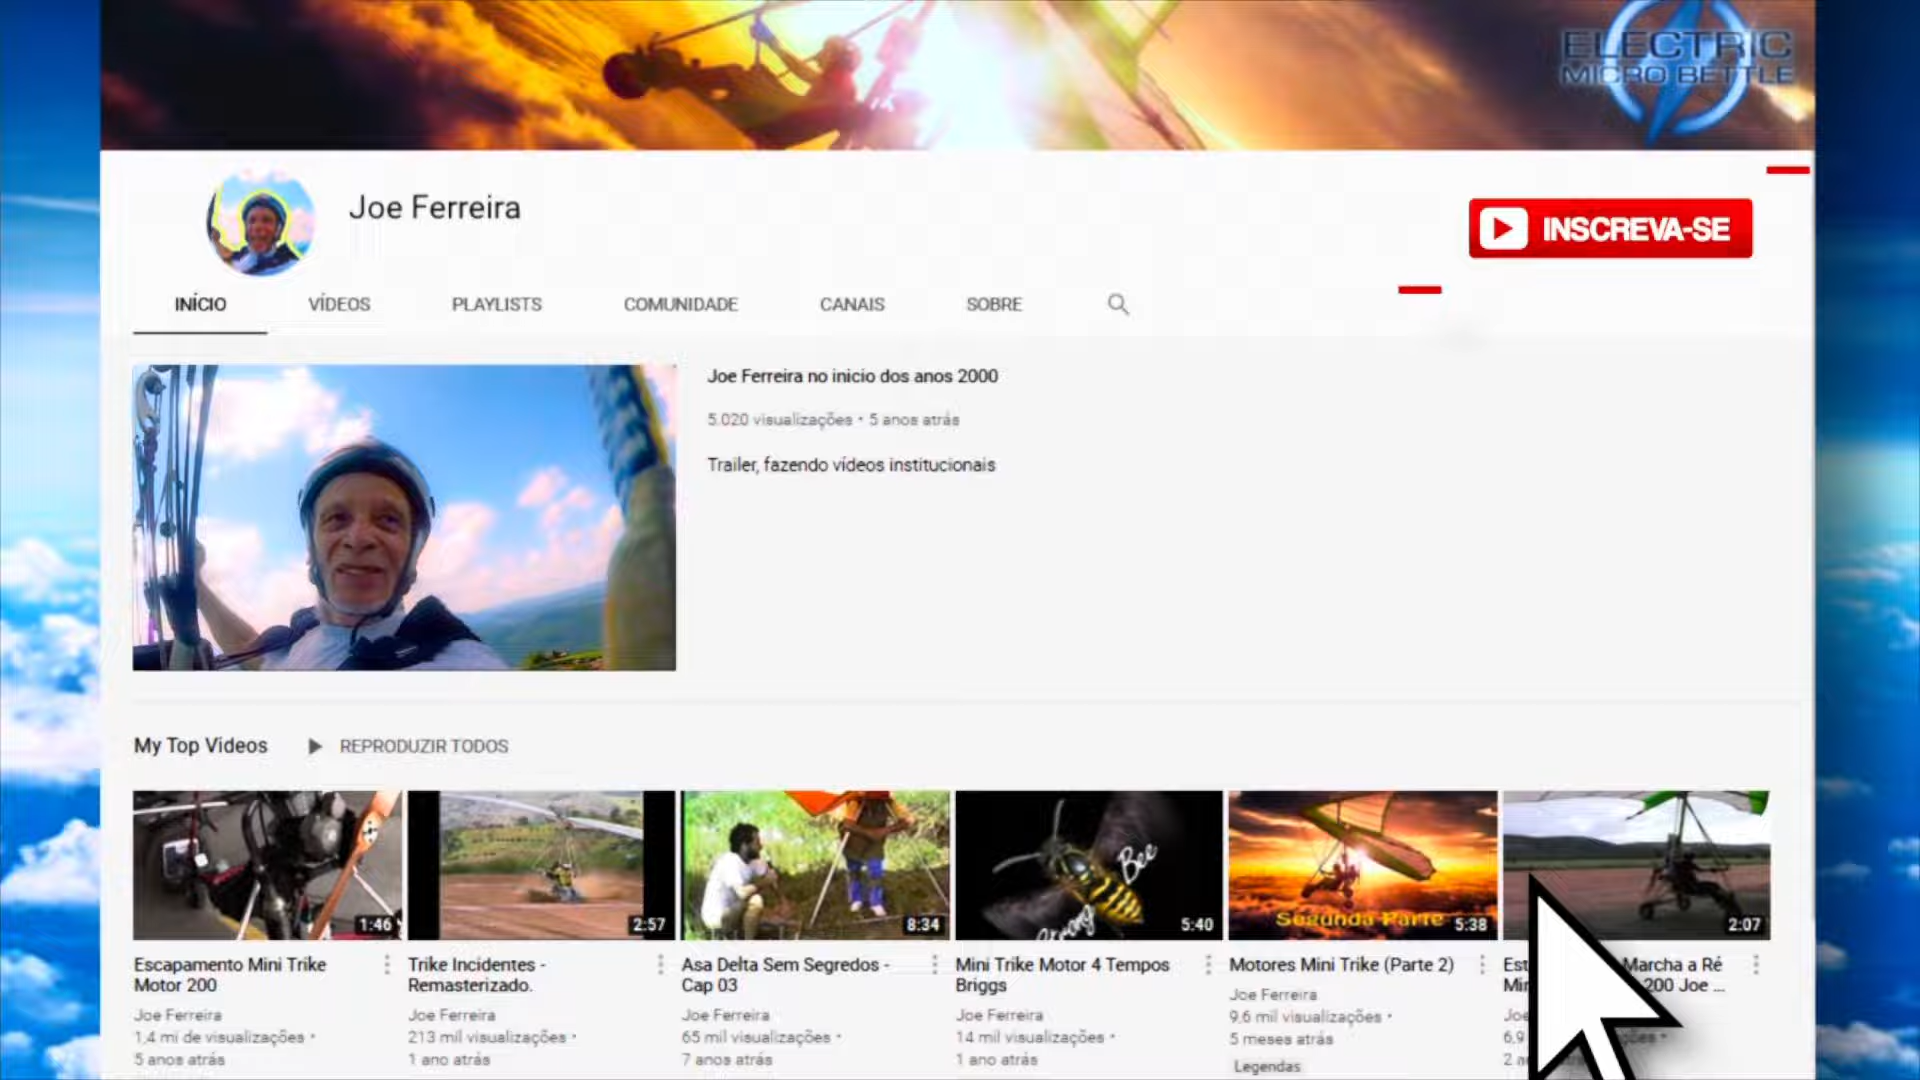 ELECTRIC
MICRO BETTLE
Joe Ferreira
INSCREVA-SE
INÍCIO
VÍDEOS
PLAYLISTS
COMUNIDADE
CANAIS
SOBRE
Joe Ferreira no inicio dos anos 2000
5.020 visualizações • 5 anos atrás
Trailer, fazendo vídeos institucionais
My Top Videos
REPRODUZIR TODOS
1:46
Escapamento Mini Trike
Motor 200
Joe Ferreira
1,4 mi de visualizações •
5 anos atrás
2:57
Trike Incidentes -
Remasterizado.
Joe Ferreira
213 mil visualizações •
1 ano atrás
8:34
Asa Delta Sem Segredos -
Cap 03
Joe Ferreira
65 mil visualizações •
7 anos atrás
Bee
Strong
5:40
Mini Trike Motor 4 Tempos
Briggs
Joe Ferreira
14 mil visualizações •
1 ano atrás
Segunda Parte
5:38
Motores Mini Trike (Parte 2)
Joe Ferreira
9,6 mil visualizações •
5 meses atrás
Legendas
2:07
Marcha a Ré
200 Joe ...